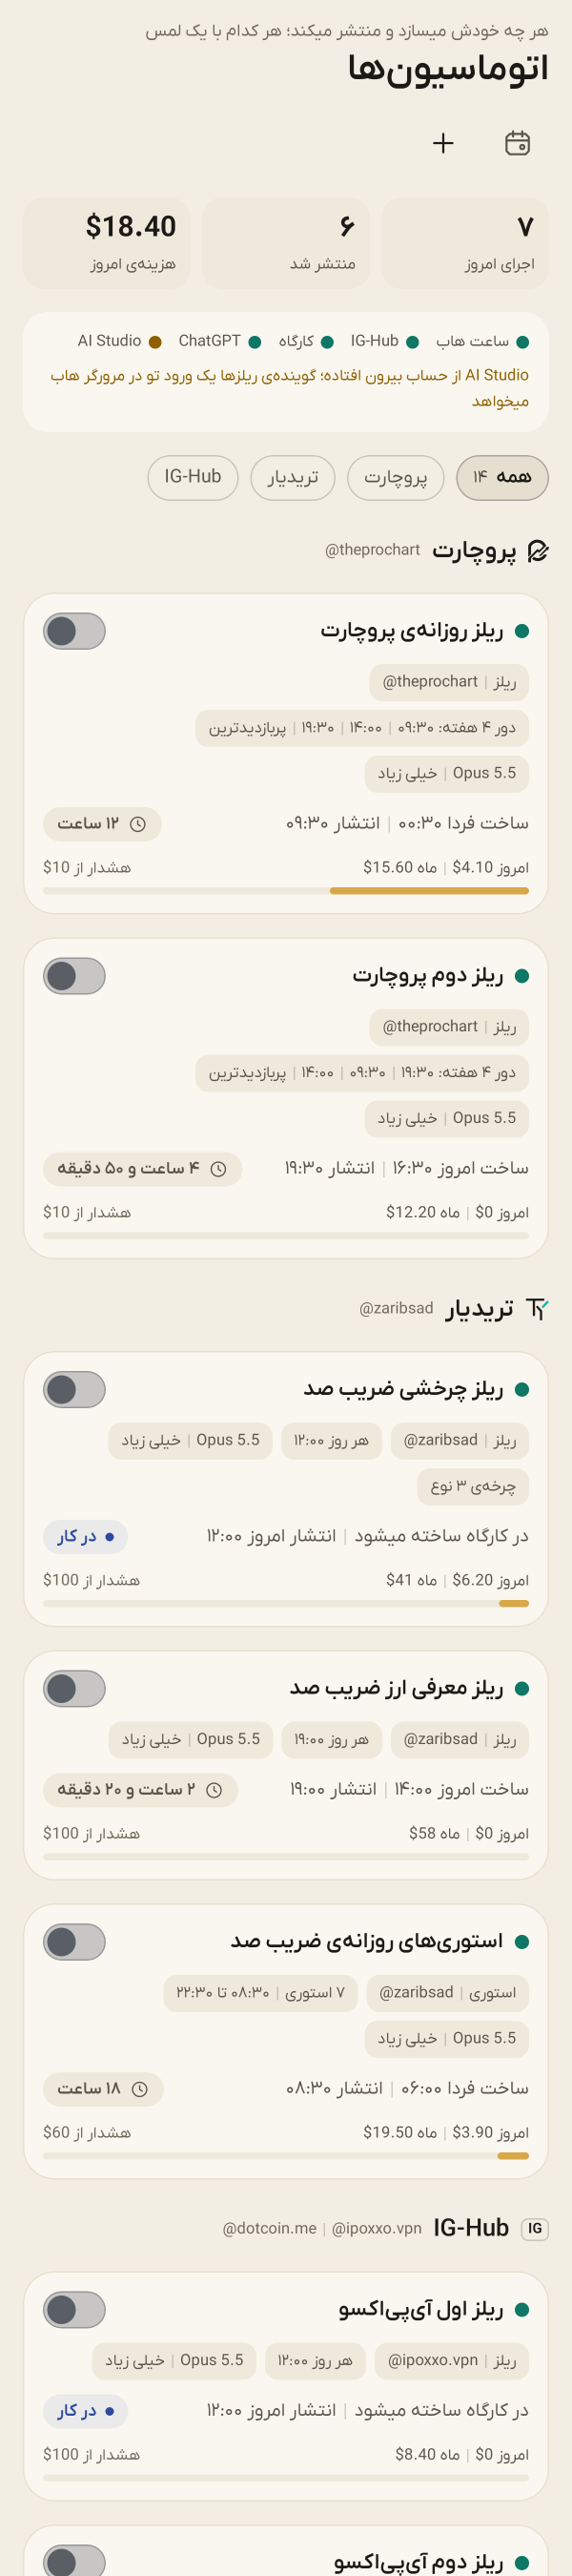 هر چه خودش میسازد و منتشر میکند؛ هر کدام با یک لمس
اتوماسیون‌ها
۷
اجرای امروز
۶
منتشر شد
$18.40
هزینه‌ی امروز
ساعت هاب
IG-Hub
کارگاه
ChatGPT
AI Studio
AI Studio از حساب بیرون افتاده؛ گوینده‌ی ریلزها یک ورود تو در مرورگر هاب
میخواهد
همه ۱۴
پروچارت
تریدیار
IG-Hub
پروچارت @theprochart
ریلز روزانه‌ی پروچارت
ریلز | @theprochart
دور ۴ هفته: ۰۹:۳۰ | ۱۴:۰۰ | ۱۹:۳۰ | پربازدیدترین
Opus 5.5 | خیلی زیاد
ساخت فردا ۰۰:۳۰ | انتشار ۰۹:۳۰
۱۲ ساعت
امروز $4.10 | ماه $15.60
هشدار از $10
ریلز دوم پروچارت
ریلز | @theprochart
دور ۴ هفته: ۱۹:۳۰ | ۰۹:۳۰ | ۱۴:۰۰ | پربازدیدترین
Opus 5.5 | خیلی زیاد
ساخت امروز ۱۶:۳۰ | انتشار ۱۹:۳۰
۴ ساعت و ۵۰ دقیقه
امروز $0 | ماه $12.20
هشدار از $10
تریدیار @zaribsad
ریلز چرخشی ضریب صد
ریلز | @zaribsad
هر روز ۱۲:۰۰
Opus 5.5 | خیلی زیاد
چرخه‌ی ۳ نوع
در کارگاه ساخته میشود | انتشار امروز ۱۲:۰۰
در کار
امروز $6.20 | ماه $41
هشدار از $100
ریلز معرفی ارز ضریب صد
ریلز | @zaribsad
هر روز ۱۹:۰۰
Opus 5.5 | خیلی زیاد
ساخت امروز ۱۴:۰۰ | انتشار ۱۹:۰۰
۲ ساعت و ۲۰ دقیقه
امروز $0 | ماه $58
هشدار از $100
استوری‌های روزانه‌ی ضریب صد
استوری | @zaribsad
۷ استوری | ۰۸:۳۰ تا ۲۲:۳۰
Opus 5.5 | خیلی زیاد
ساخت فردا ۰۶:۰۰ | انتشار ۰۸:۳۰
۱۸ ساعت
امروز $3.90 | ماه $19.50
هشدار از $60
IG IG-Hub @ipoxxo.vpn | @dotcoin.me
ریلز اول آی‌پی‌اکسو
ریلز | @ipoxxo.vpn
هر روز ۱۲:۰۰
Opus 5.5 | خیلی زیاد
در کارگاه ساخته میشود | انتشار امروز ۱۲:۰۰
در کار
امروز $0 | ماه $8.40
هشدار از $100
ریلز دوم آی‌پی‌اکسو